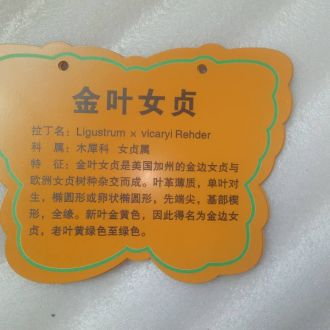 金叶女贞
拉丁名：Ligustrum × vicaryi Rehder
科 属：木犀科 女贞属
特 征：金叶女贞是美国加州的金边女贞与
欧洲女贞树种杂交而成。叶革薄质，单叶对
生，椭圆形或卵状椭圆形，先端尖，基部楔
形，全缘。新叶金黄色，因此得名为金边女
贞，老叶黄绿色至绿色。